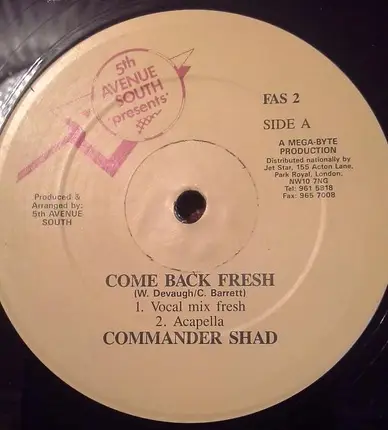 5th
AVENUE
SOUTH
presents
FAS 2
SIDE A
A MEGA-BYTE
PRODUCTION
Distributed nationally by
Jet Star, 155 Acton Lane,
Park Royal, London,
NW10 7NG
Tel: 961 5818
Fax: 965 7008
Produced &
Arranged by:
5th AVENUE
SOUTH
COME BACK FRESH
(W. Devaugh/C. Barrett)
1. Vocal mix fresh
2. Acapella
COMMANDER SHAD